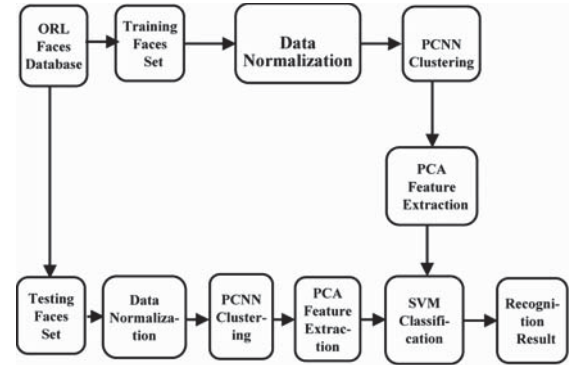 ORL
Faces
Database
Training
Faces
Set
Data
Normalization
PCNN
Clustering
PCA
Feature
Extraction
Testing
Faces
Set
Data
Normaliza-
tion
PCNN
Cluster-
ing
PCA
Feature
Extrac-
tion
SVM
Classifi-
cation
Recogni-
tion
Result